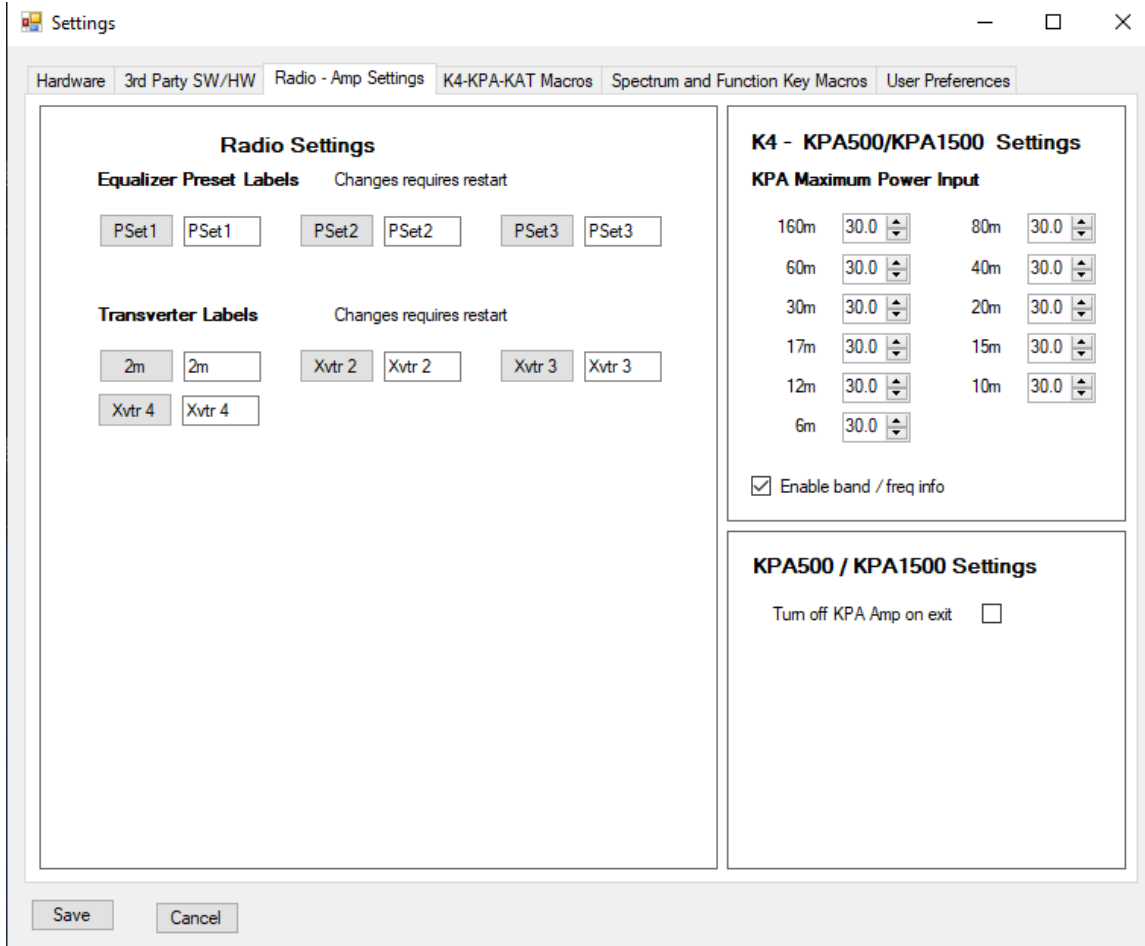 Settings
Hardware 3rd Party SW/HW Radio - Amp Settings K4-KPA-KAT Macros Spectrum and Function Key Macros User Preferences
Radio Settings
Equalizer Preset Labels Changes requires restart
PSet1 PSet1 PSet2 PSet2 PSet3 PSet3
Transverter Labels Changes requires restart
2m 2m Xvtr 2 Xvtr 2 Xvtr 3 Xvtr 3
Xvtr 4 Xvtr 4
K4 - KPA500/KPA1500 Settings
KPA Maximum Power Input
160m 30.0 80m 30.0
60m 30.0 40m 30.0
30m 30.0 20m 30.0
17m 30.0 15m 30.0
12m 30.0 10m 30.0
6m 30.0
Enable band / freq info
KPA500 / KPA1500 Settings
Turn off KPA Amp on exit
Save Cancel